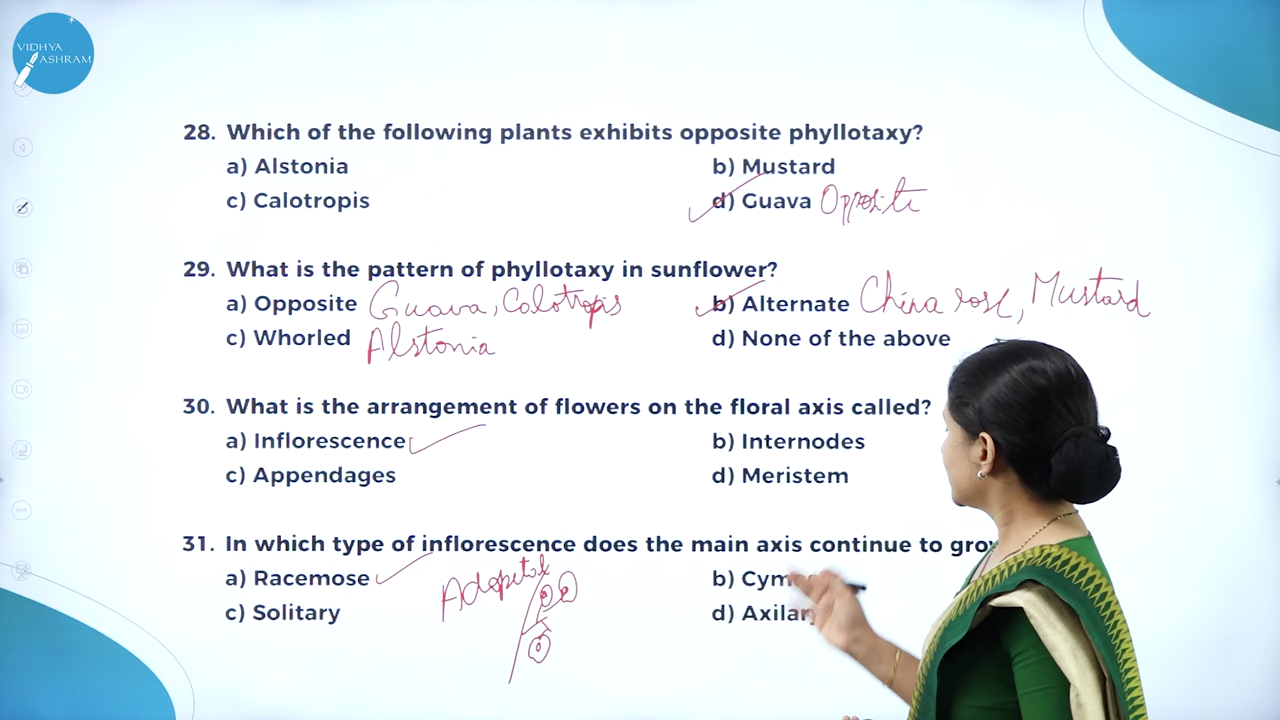 VIDHYA
ASHRAM
28. Which of the following plants exhibits opposite phyllotaxy?
a) Alstonia b) Mustard
c) Calotropis d) Guava Opposite
29. What is the pattern of phyllotaxy in sunflower?
a) Opposite Guava, Calotropis b) Alternate China rose, Mustard
c) Whorled Alstonia d) None of the above
30. What is the arrangement of flowers on the floral axis called?
a) Inflorescence b) Internodes
c) Appendages d) Meristem
31. In which type of inflorescence does the main axis continue to
a) Racemose b)
c) Solitary d)